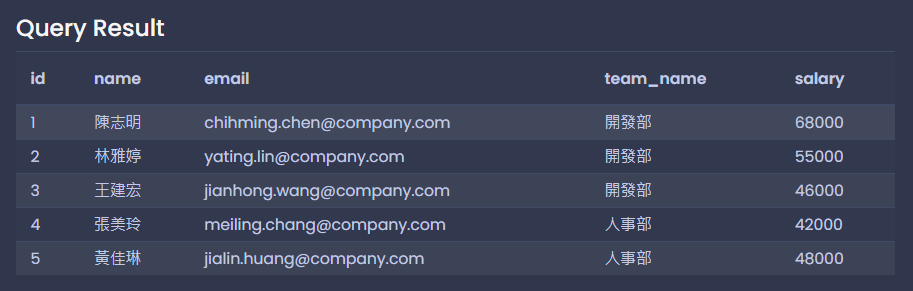 Query Result
id name email team_name salary
1 陳志明 chihming.chen@company.com 開發部 68000
2 林雅婷 yating.lin@company.com 開發部 55000
3 王建宏 jianhong.wang@company.com 開發部 46000
4 張美玲 meiling.chang@company.com 人事部 42000
5 黃佳琳 jialin.huang@company.com 人事部 48000